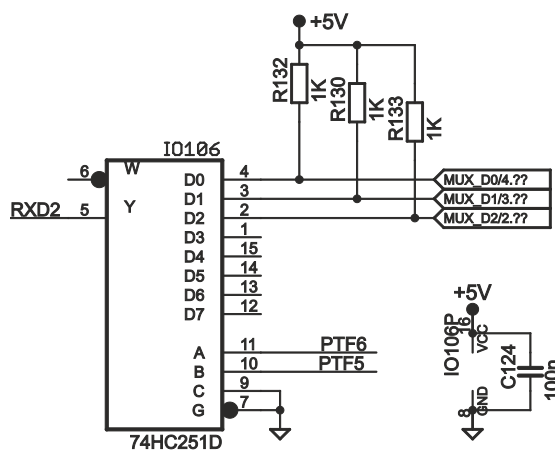 +5V
R132
1K
R130
1K
R133
1K
IO106
6
W
D0
4
MUX_D0/4.??
D1
3
MUX_D1/3.??
RXD2
5
Y
D2
2
MUX_D2/2.??
D3
1
D4
15
D5
14
D6
13
D7
12
A
11
PTF6
B
10
PTF5
C
9
G
7
74HC251D
+5V
IO106P
16
VCC
8
GND
C124
100n